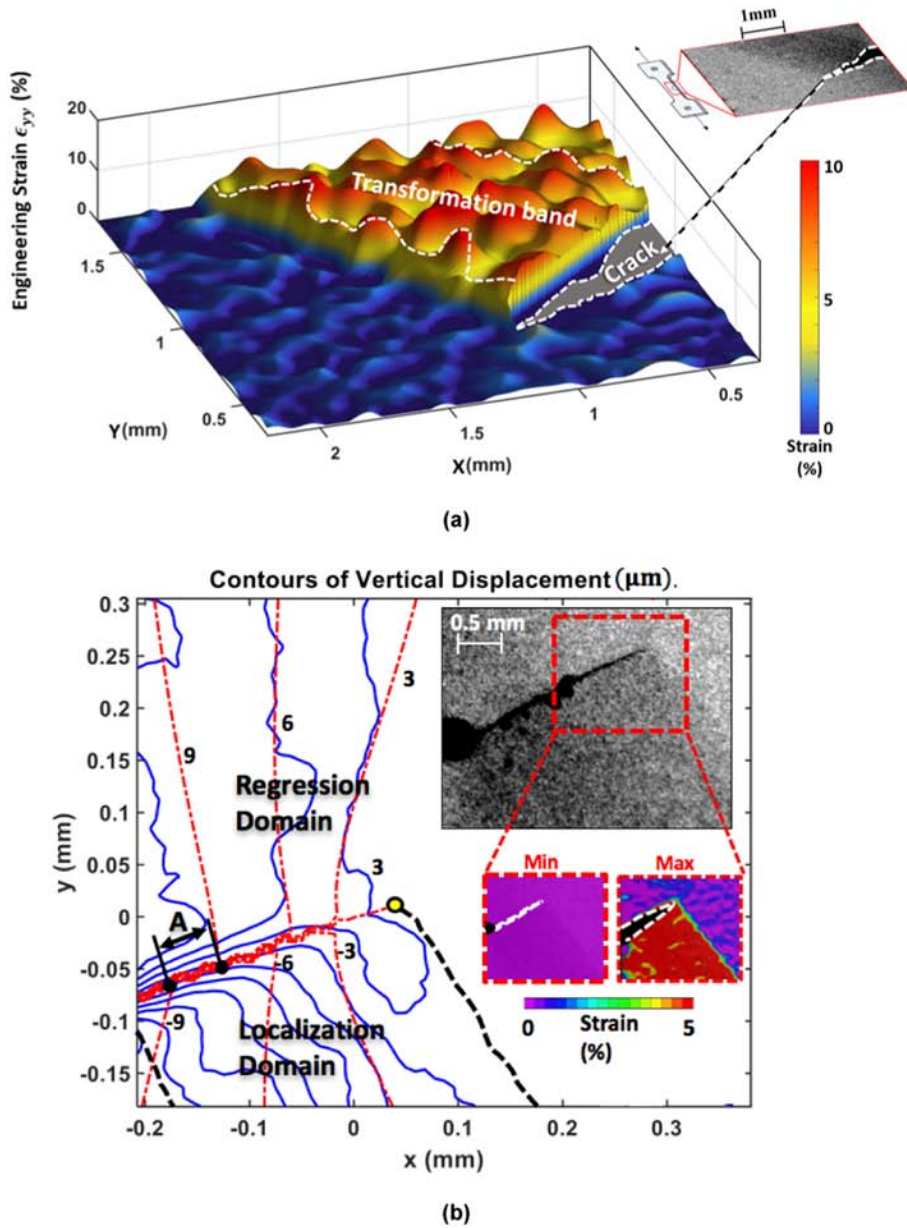 1mm
Engineering Strain ϵyy (%)
20
10
0
Transformation band
Crack
1.5
1
0.5
Y(mm)
2
1.5
1
0.5
X(mm)
10
5
0
Strain
(%)
(a)
Contours of Vertical Displacement (μm).
0.3
0.25
0.2
0.15
0.1
0.05
0
-0.05
-0.1
-0.15
y (mm)
0.5 mm
3
6
9
Regression
Domain
3
A
-3
-6
-9
Localization
Domain
Min
Max
0
5
Strain
(%)
-0.2
-0.1
0
0.1
0.2
0.3
x (mm)
(b)